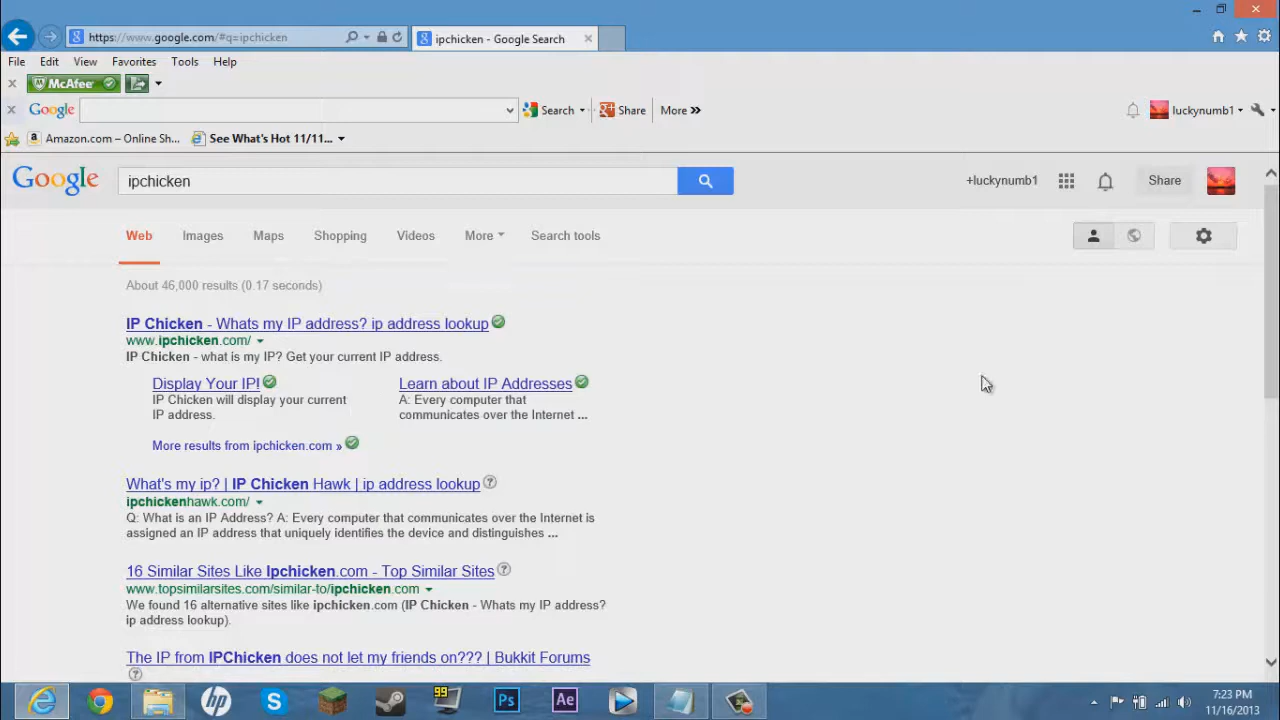 https://www.google.com/#q=ipchicken
ipchicken - Google Search
File Edit View Favorites Tools Help
McAfee
Google Search Share More » luckynumb1
Amazon.com – Online Sh... See What's Hot 11/11...
Google ipchicken +luckynumb1 Share
Web Images Maps Shopping Videos More Search tools
About 46,000 results (0.17 seconds)
IP Chicken - Whats my IP address? ip address lookup
www.ipchicken.com/
IP Chicken - what is my IP? Get your current IP address.
Display Your IP!
IP Chicken will display your current
IP address.
Learn about IP Addresses
A: Every computer that
communicates over the Internet ...
More results from ipchicken.com »
What's my ip? | IP Chicken Hawk | ip address lookup
ipchickenhawk.com/
Q: What is an IP Address? A: Every computer that communicates over the Internet is
assigned an IP address that uniquely identifies the device and distinguishes ...
16 Similar Sites Like Ipchicken.com - Top Similar Sites
www.topsimilarsites.com/similar-to/ipchicken.com
We found 16 alternative sites like ipchicken.com (IP Chicken - Whats my IP address?
ip address lookup).
The IP from IPChicken does not let my friends on??? | Bukkit Forums
hp
S
99
Ps
Ae
7:23 PM
11/16/2013